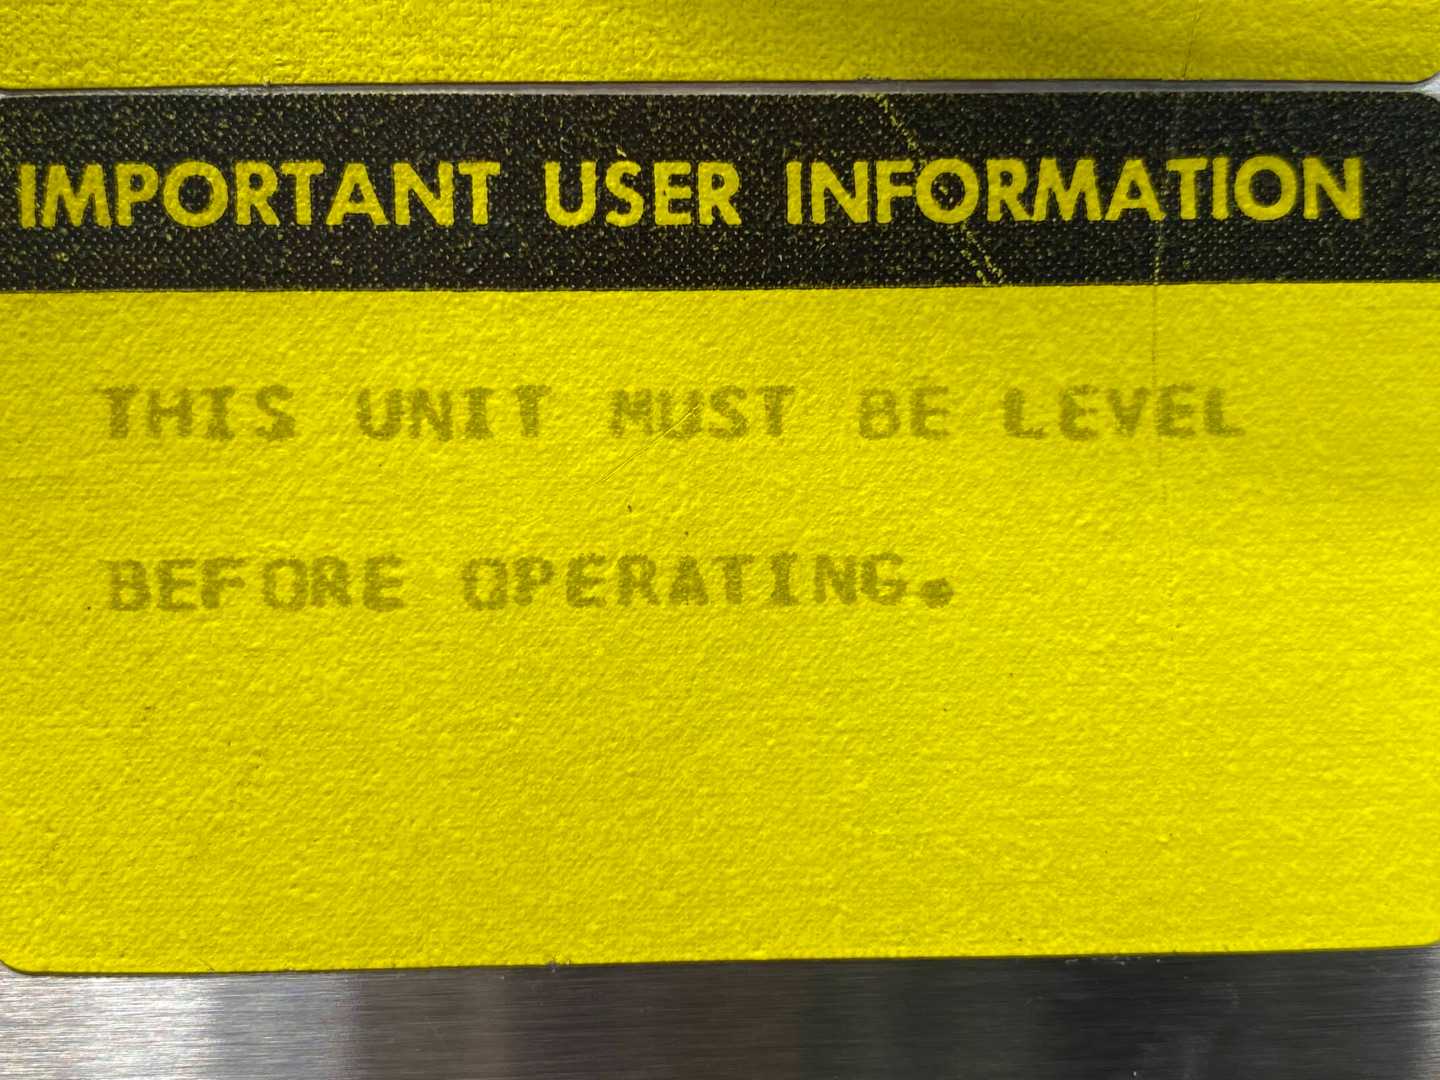 IMPORTANT USER INFORMATION
THIS UNIT MUST BE LEVEL
BEFORE OPERATING.